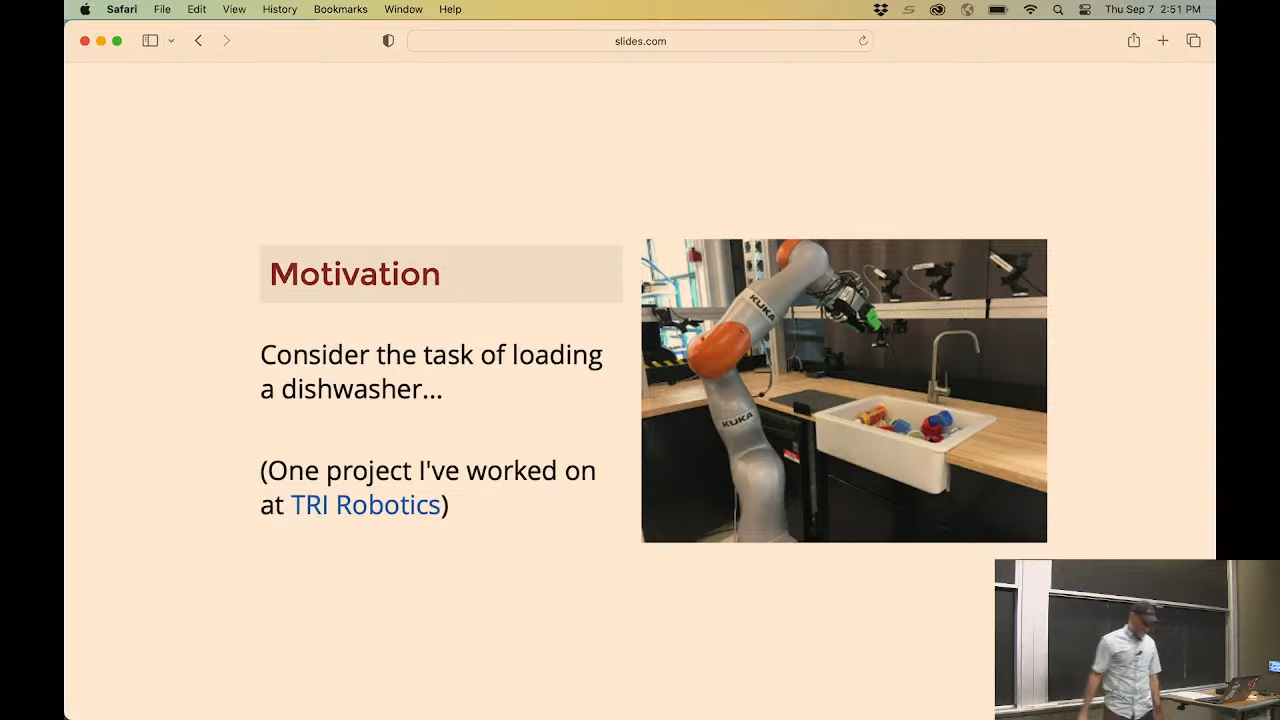 Safari File Edit View History Bookmarks Window Help Thu Sep 7 2:51 PM
slides.com
Motivation
Consider the task of loading
a dishwasher...
(One project I've worked on
at TRI Robotics)
KUKA
KUKA